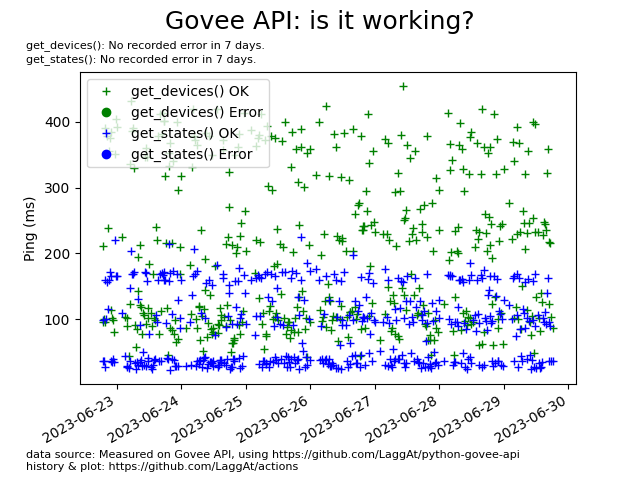 Govee API: is it working?
get_devices(): No recorded error in 7 days.
get_states(): No recorded error in 7 days.
get_devices() OK
get_devices() Error
get_states() OK
get_states() Error
Ping (ms)
400
300
200
100
2023-06-23
2023-06-24
2023-06-25
2023-06-26
2023-06-27
2023-06-28
2023-06-29
2023-06-30
data source: Measured on Govee API, using https://github.com/LaggAt/python-govee-api
history & plot: https://github.com/LaggAt/actions